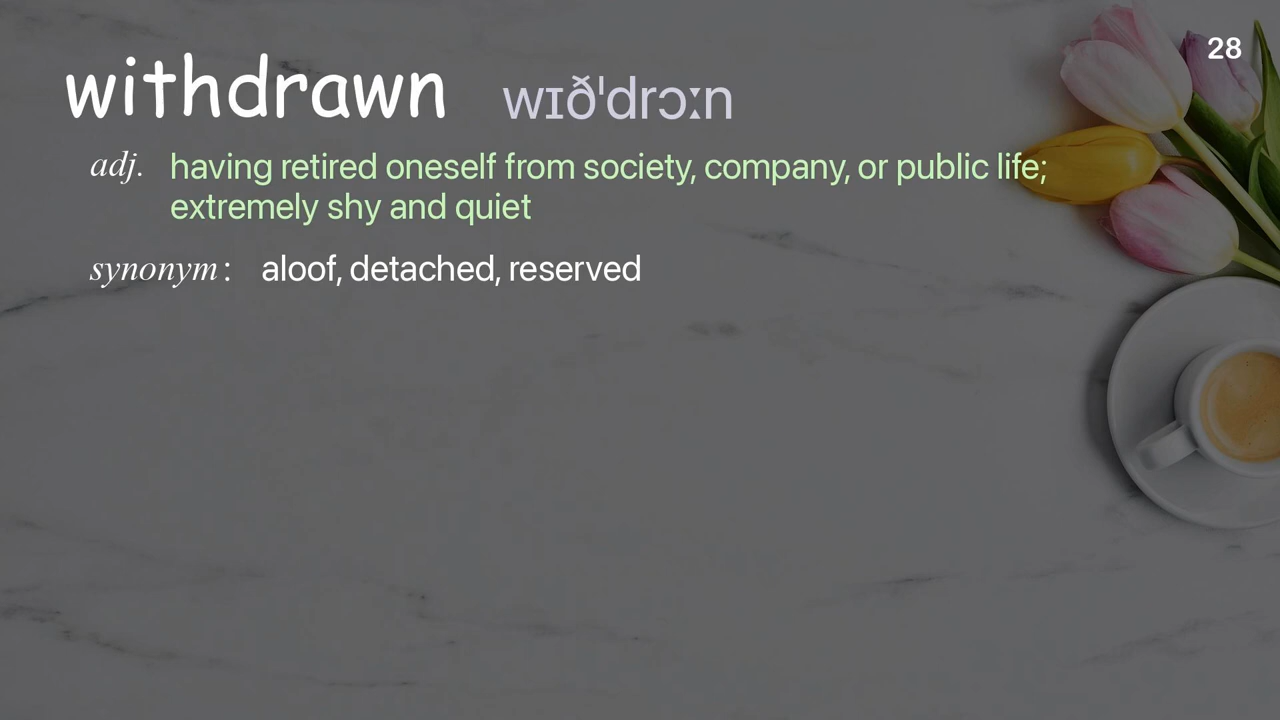 28
withdrawn wɪðˈdrɔːn
adj. having retired oneself from society, company, or public life;
extremely shy and quiet
synonym: aloof, detached, reserved